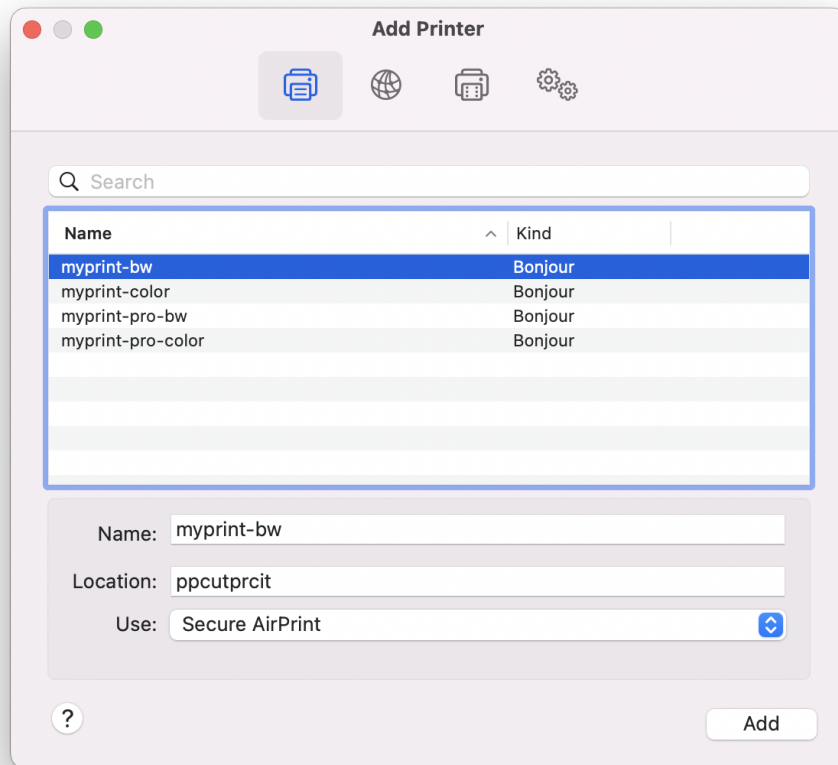 Add Printer
Search
Name Kind
myprint-bw Bonjour
myprint-color Bonjour
myprint-pro-bw Bonjour
myprint-pro-color Bonjour
Name: myprint-bw
Location: ppcutprcit
Use: Secure AirPrint
? Add